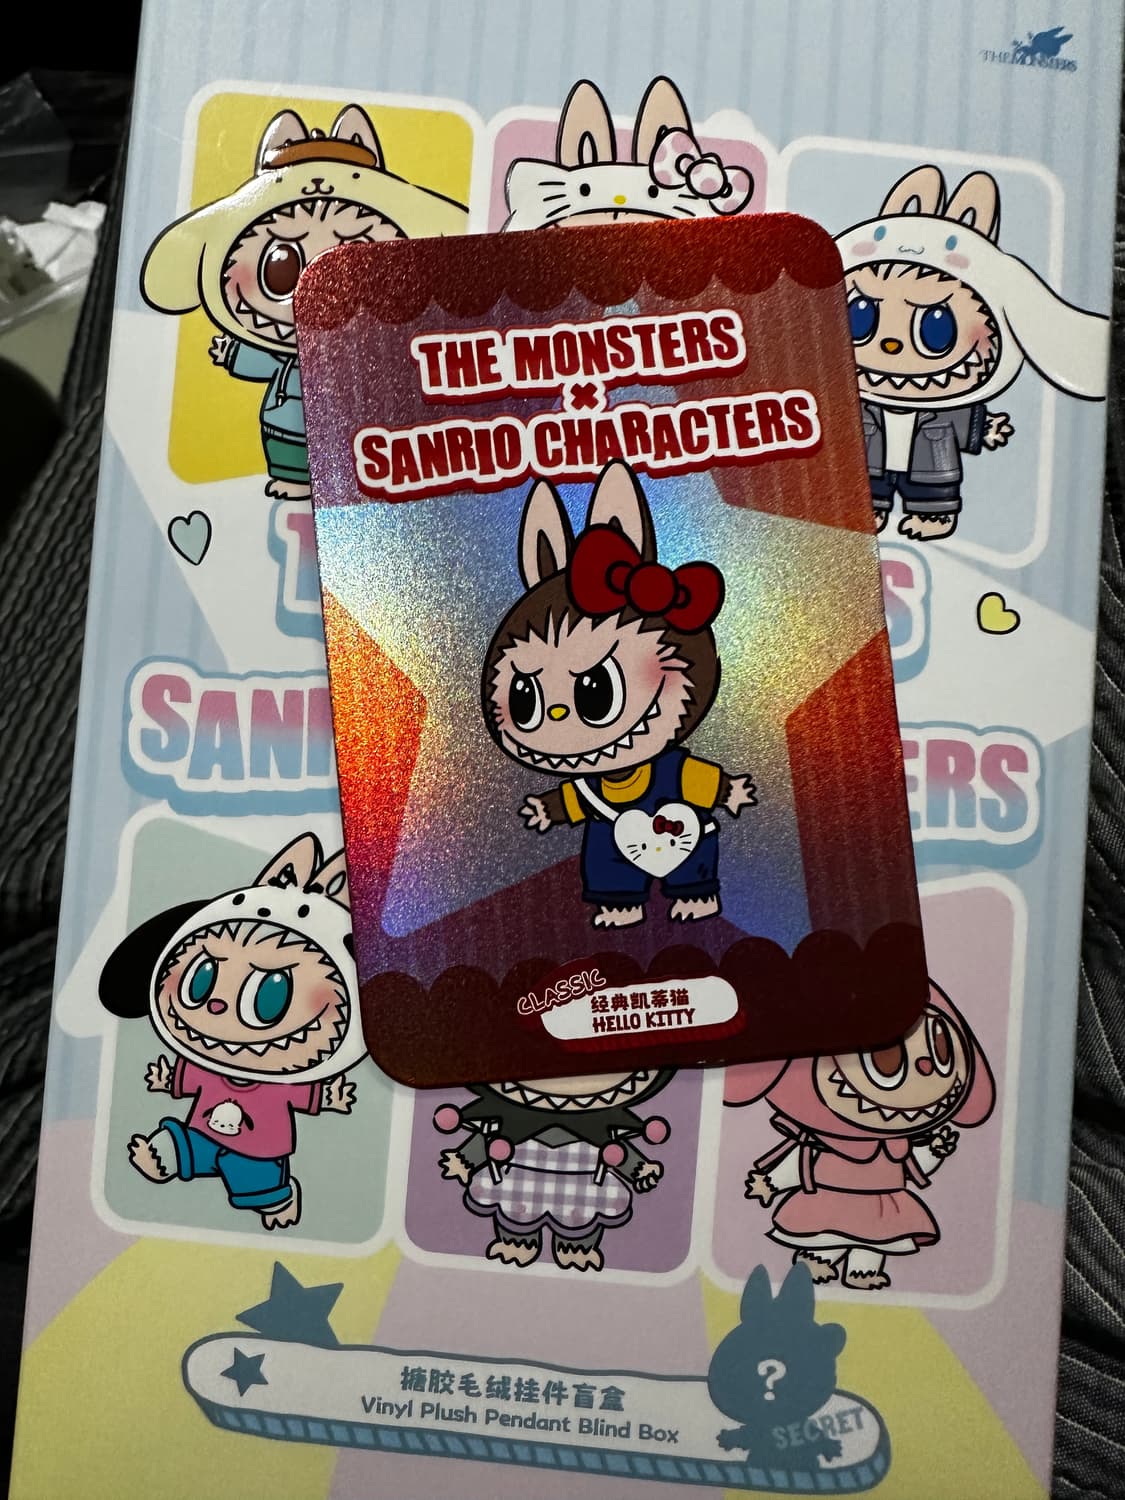 THE MONSTERS
THE MONSTERS
×
SANRIO CHARACTERS
CLASSIC
经典凯蒂猫
HELLO KITTY
搪胶毛绒挂件盲盒
Vinyl Plush Pendant Blind Box
?
SECRET